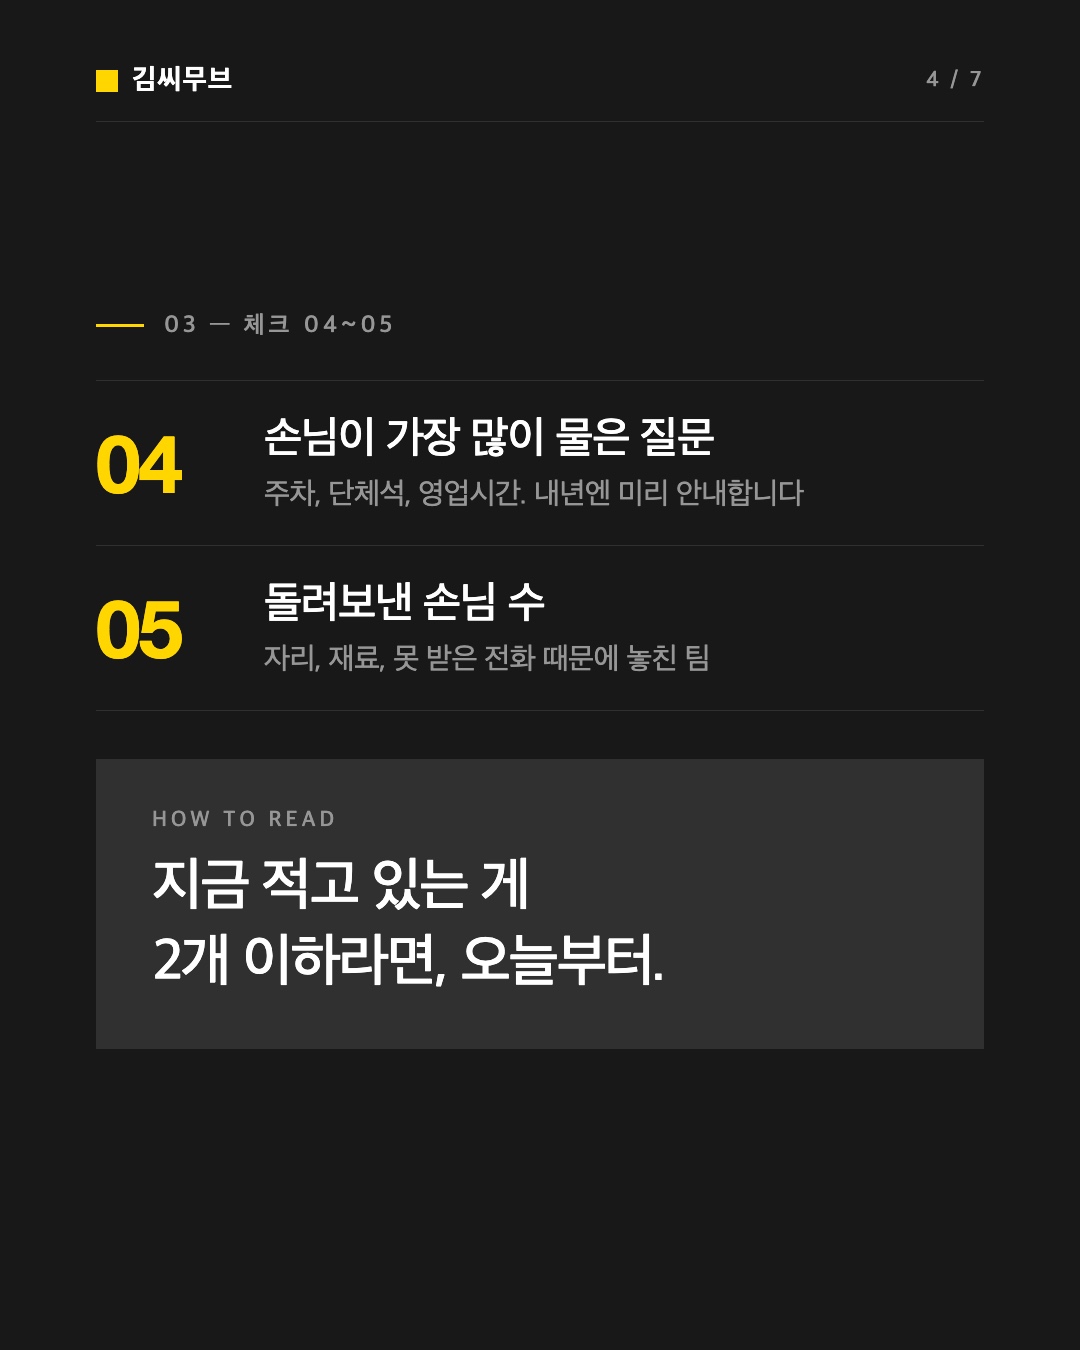 김씨무브
4 / 7
03 — 체크 04~05
04
손님이 가장 많이 물은 질문
주차, 단체석, 영업시간. 내년엔 미리 안내합니다
05
돌려보낸 손님 수
자리, 재료, 못 받은 전화 때문에 놓친 팀
HOW TO READ
지금 적고 있는 게
2개 이하라면, 오늘부터.